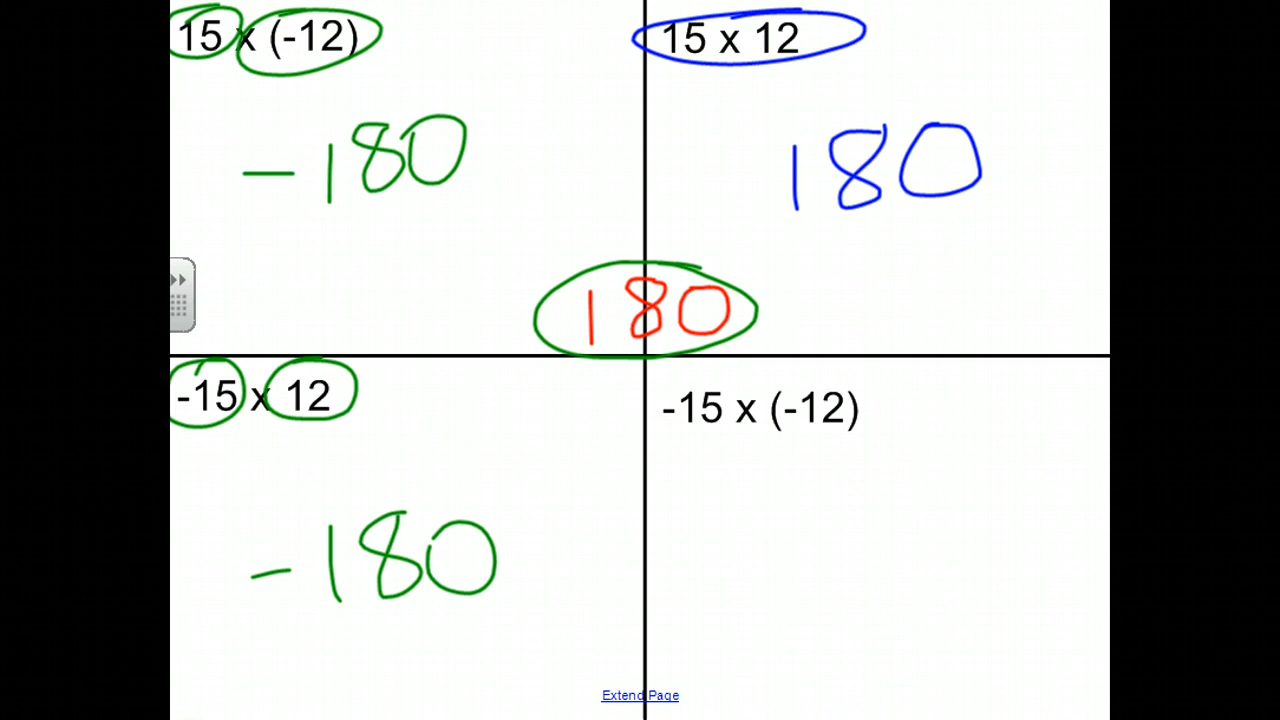 15 x (-12)
-180
15 x 12
180
180
-15 x 12
-180
-15 x (-12)
Extend Page